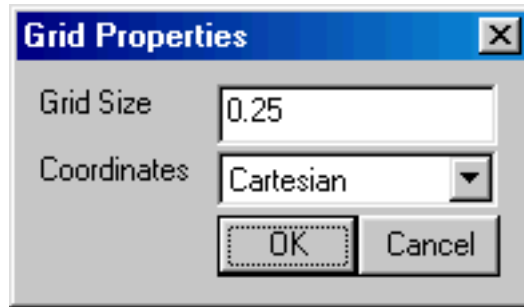 Grid Properties
Grid Size 0.25
Coordinates Cartesian
OK Cancel